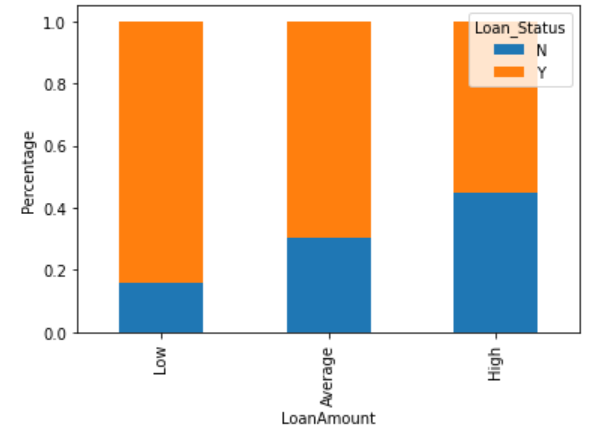 Loan_Status
N
Y
1.0
0.8
0.6
0.4
0.2
0.0
Percentage
Low
Average
High
LoanAmount